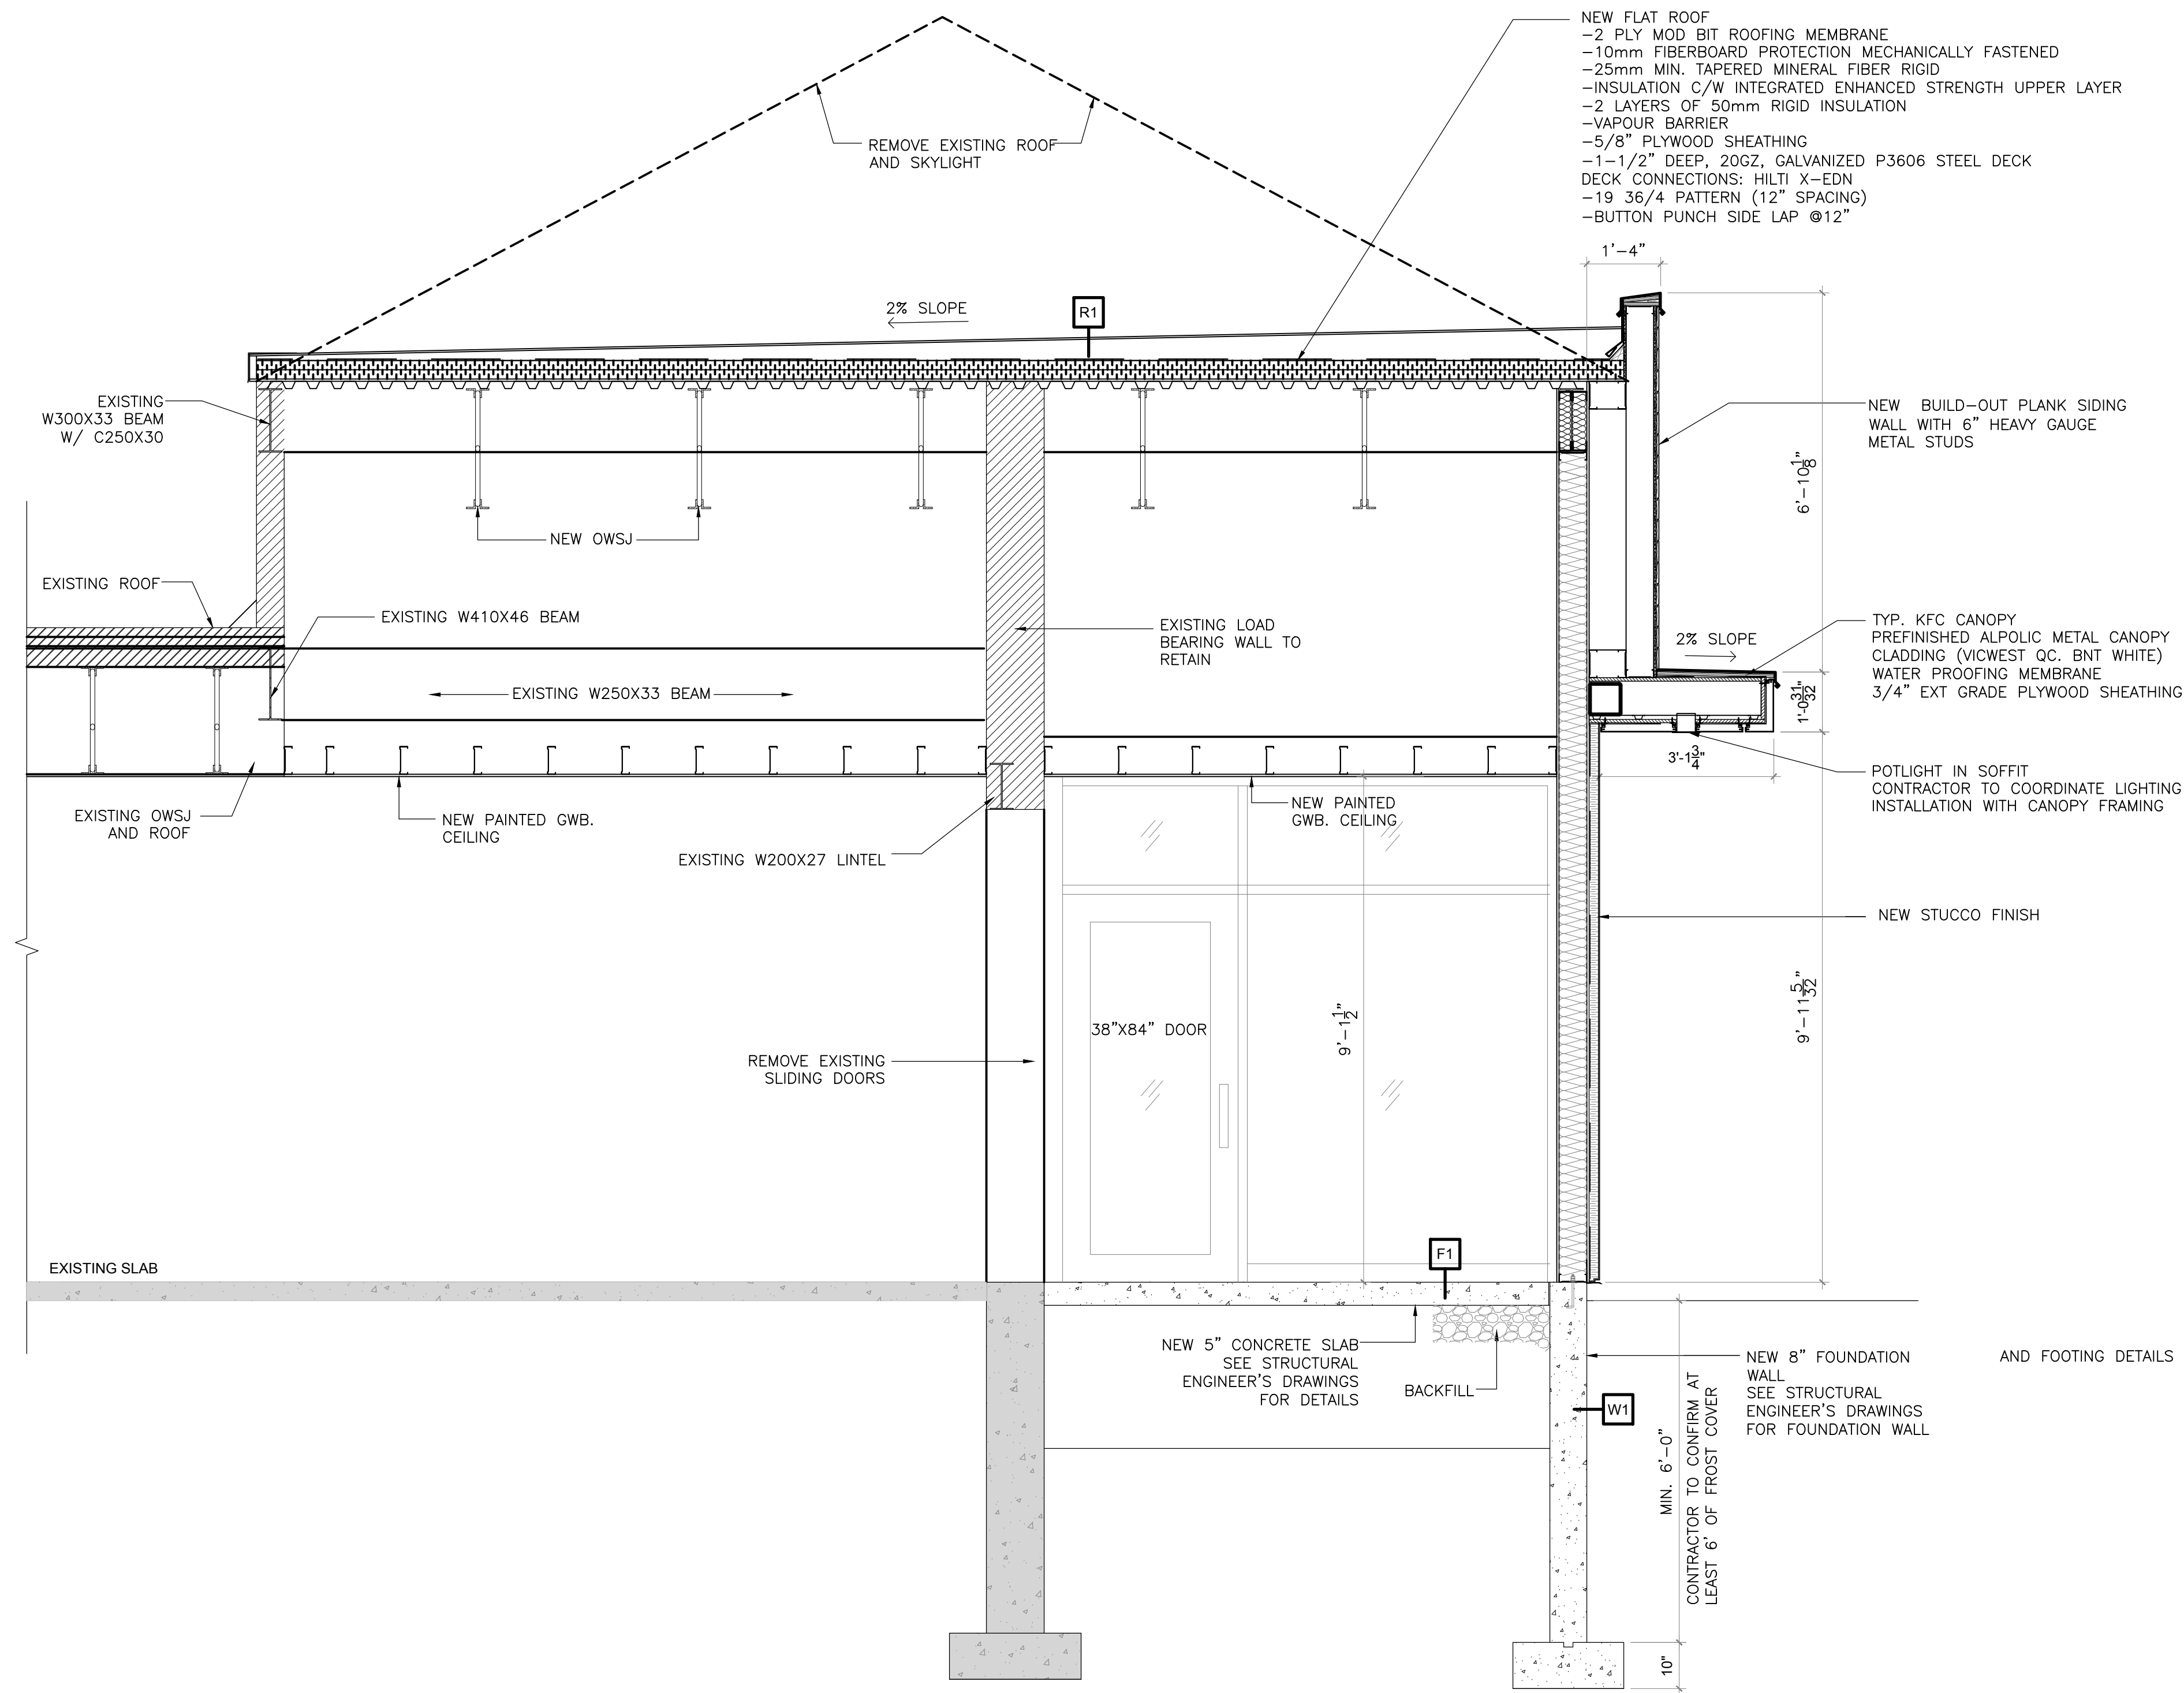 NEW FLAT ROOF
-2 PLY MOD BIT ROOFING MEMBRANE
-10mm FIBERBOARD PROTECTION MECHANICALLY FASTENED
-25mm MIN. TAPERED MINERAL FIBER RIGID
-INSULATION C/W INTEGRATED ENHANCED STRENGTH UPPER LAYER
-2 LAYERS OF 50mm RIGID INSULATION
-VAPOUR BARRIER
-5/8" PLYWOOD SHEATHING
-1-1/2" DEEP, 20GZ, GALVANIZED P3606 STEEL DECK
DECK CONNECTIONS: HILTI X-EDN
-19 36/4 PATTERN (12" SPACING)
-BUTTON PUNCH SIDE LAP @12"
REMOVE EXISTING ROOF
AND SKYLIGHT
1'-4"
2% SLOPE
R1
EXISTING
W300X33 BEAM
W/ C250X30
NEW BUILD-OUT PLANK SIDING
WALL WITH 6" HEAVY GAUGE
METAL STUDS
6'-10 1/8"
NEW OWSJ
EXISTING ROOF
EXISTING W410X46 BEAM
EXISTING LOAD
BEARING WALL TO
RETAIN
2% SLOPE
TYP. KFC CANOPY
PREFINISHED ALPOLIC METAL CANOPY
CLADDING (VICWEST QC. BNT WHITE)
WATER PROOFING MEMBRANE
3/4" EXT GRADE PLYWOOD SHEATHING
EXISTING W250X33 BEAM
1'-0 31/32"
3'-1 3/4"
POTLIGHT IN SOFFIT
CONTRACTOR TO COORDINATE LIGHTING
INSTALLATION WITH CANOPY FRAMING
EXISTING OWSJ
AND ROOF
NEW PAINTED GWB.
CEILING
NEW PAINTED
GWB. CEILING
EXISTING W200X27 LINTEL
NEW STUCCO FINISH
38"X84" DOOR
9'-1 1/2"
9'-11 5/32"
REMOVE EXISTING
SLIDING DOORS
EXISTING SLAB
F1
NEW 5" CONCRETE SLAB
SEE STRUCTURAL
ENGINEER'S DRAWINGS
FOR DETAILS
BACKFILL
NEW 8" FOUNDATION
WALL
SEE STRUCTURAL
ENGINEER'S DRAWINGS
FOR FOUNDATION WALL
AND FOOTING DETAILS
W1
MIN. 6'-0"
CONTRACTOR TO CONFIRM AT
LEAST 6' OF FROST COVER
10"